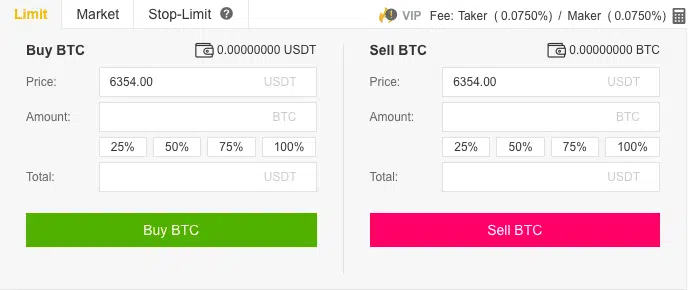 Limit Market Stop-Limit ? VIP Fee: Taker ( 0.0750%) / Maker ( 0.0750%)
Buy BTC 0.00000000 USDT
Price: 6354.00 USDT
Amount: BTC
25% 50% 75% 100%
Total: USDT
Buy BTC
Sell BTC 0.00000000 BTC
Price: 6354.00 USDT
Amount: BTC
25% 50% 75% 100%
Total: USDT
Sell BTC